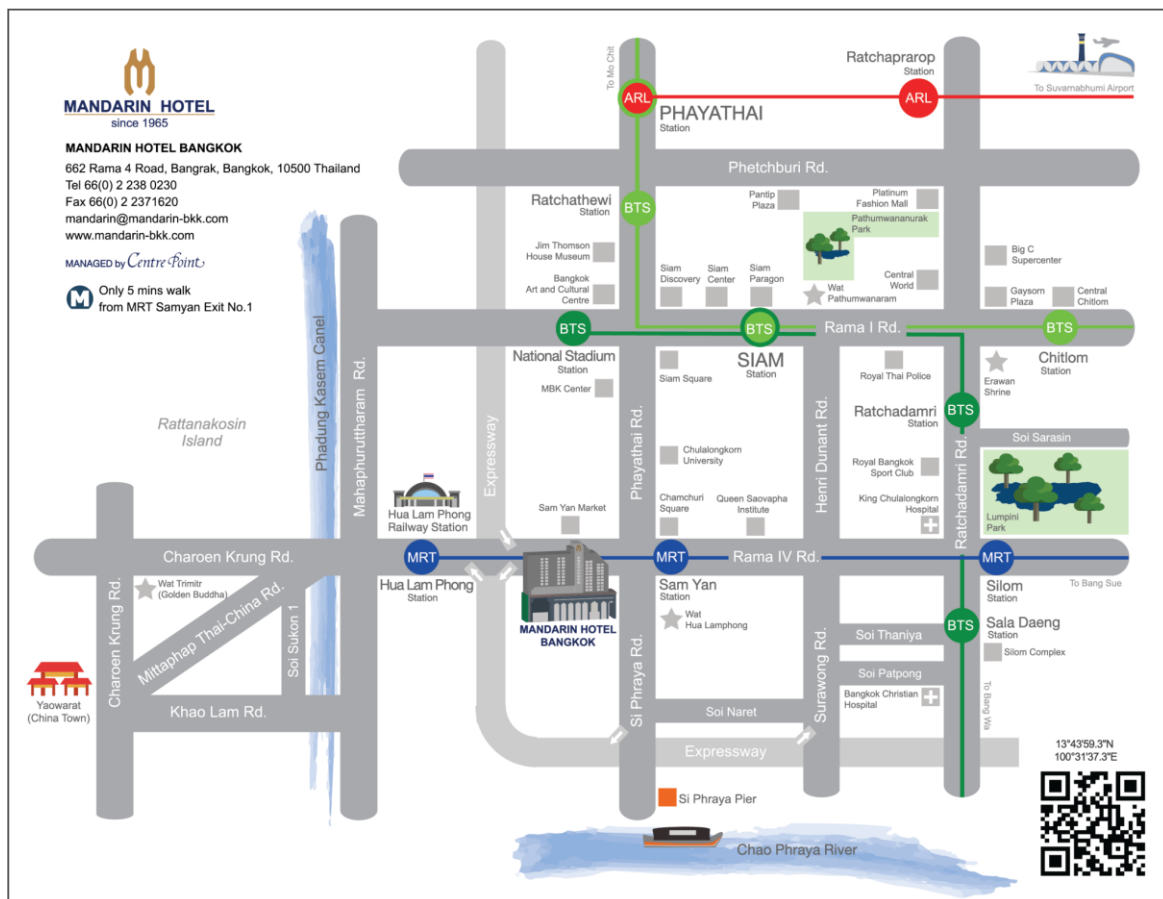 MANDARIN HOTEL
since 1965
MANDARIN HOTEL BANGKOK
662 Rama 4 Road, Bangrak, Bangkok, 10500 Thailand
Tel 66(0) 2 238 0230
Fax 66(0) 2 2371620
mandarin@mandarin-bkk.com
www.mandarin-bkk.com
MANAGED by Centre Point
M
Only 5 mins walk
from MRT Samyan Exit No.1
To Mo Chit
Ratchaprarop
Station
To Suvarnabhumi Airport
ARL
ARL
PHAYATHAI
Station
Phetchburi Rd.
Ratchathewi
Station
BTS
Pantip
Plaza
Platinum
Fashion Mall
Pathumwananurak
Park
Jim Thomson
House Museum
Big C
Supercenter
Bangkok
Art and Cultural
Centre
Siam
Discovery
Siam
Center
Siam
Paragon
Wat
Pathumwanaram
Central
World
Gaysorn
Plaza
Central
Chitlom
BTS
BTS
Rama I Rd.
BTS
National Stadium
Station
SIAM
Station
Chitlom
Station
MBK Center
Siam Square
Royal Thai Police
Erawan
Shrine
Ratchadamri
Station
BTS
Rattanakosin
Island
Phadung Kasem Canel
Mahaphuruttharam Rd.
Expressway
Phayathai Rd.
Henri Dunant Rd.
Ratchadamri Rd.
Soi Sarasin
Chulalongkorn
University
Royal Bangkok
Sport Club
Hua Lam Phong
Railway Station
Sam Yan Market
Chamchuri
Square
Queen Saovapha
Institute
King Chulalongkorn
Hospital
Lumpini
Park
Charoen Krung Rd.
MRT
MRT
Rama IV Rd.
MRT
To Bang Sue
Hua Lam Phong
Station
Sam Yan
Station
Silom
Station
Wat Trimitr
(Golden Buddha)
Charoen Krung Rd.
Mittaphap Thai-China Rd.
Soi Sukon 1
MANDARIN HOTEL
BANGKOK
Wat
Hua Lamphong
Si Phraya Rd.
Surawong Rd.
Soi Thaniya
BTS
Sala Daeng
Station
Silom Complex
Soi Patpong
Yaowarat
(China Town)
Khao Lam Rd.
Bangkok Christian
Hospital
To Bang Wa
Soi Naret
Expressway
13°43'59.3"N
100°31'37.3"E
Si Phraya Pier
Chao Phraya River